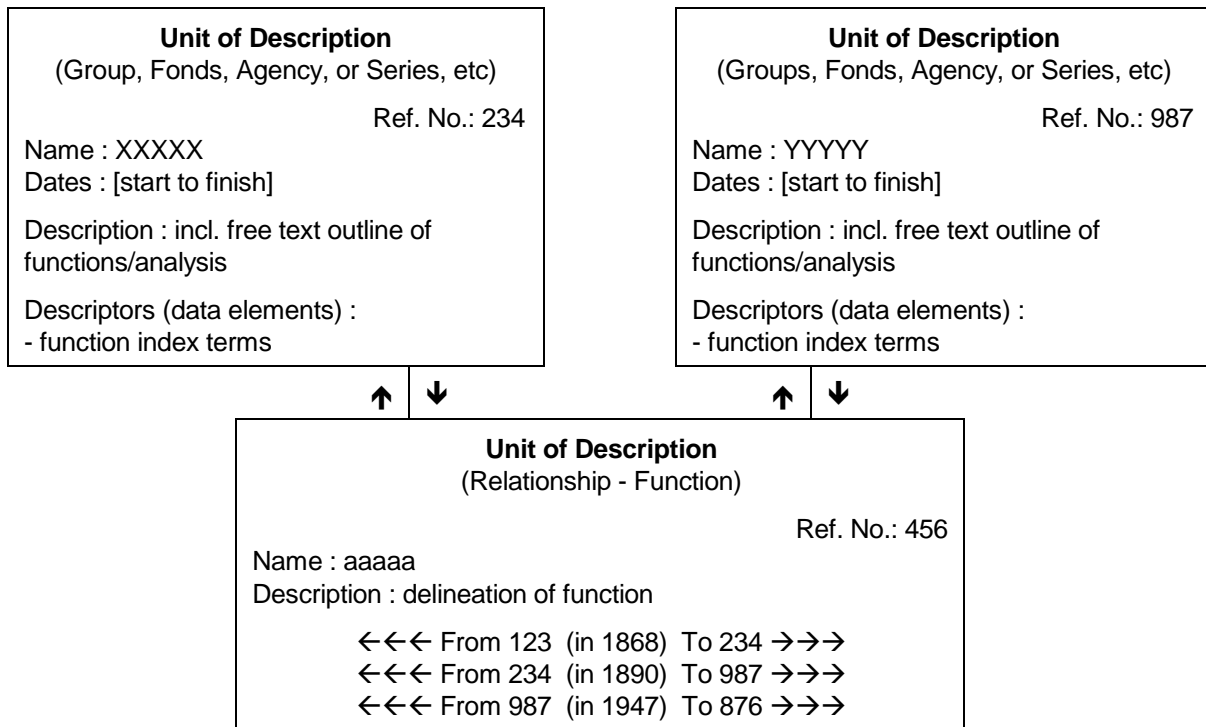 Unit of Description
(Group, Fonds, Agency, or Series, etc)
Ref. No.: 234
Name : XXXXX
Dates : [start to finish]
Description : incl. free text outline of
functions/analysis
Descriptors (data elements) :
- function index terms
Unit of Description
(Groups, Fonds, Agency, or Series, etc)
Ref. No.: 987
Name : YYYYY
Dates : [start to finish]
Description : incl. free text outline of
functions/analysis
Descriptors (data elements) :
- function index terms
Unit of Description
(Relationship - Function)
Ref. No.: 456
Name : aaaaa
Description : delineation of function
←←← From 123 (in 1868) To 234 →→→
←←← From 234 (in 1890) To 987 →→→
←←← From 987 (in 1947) To 876 →→→